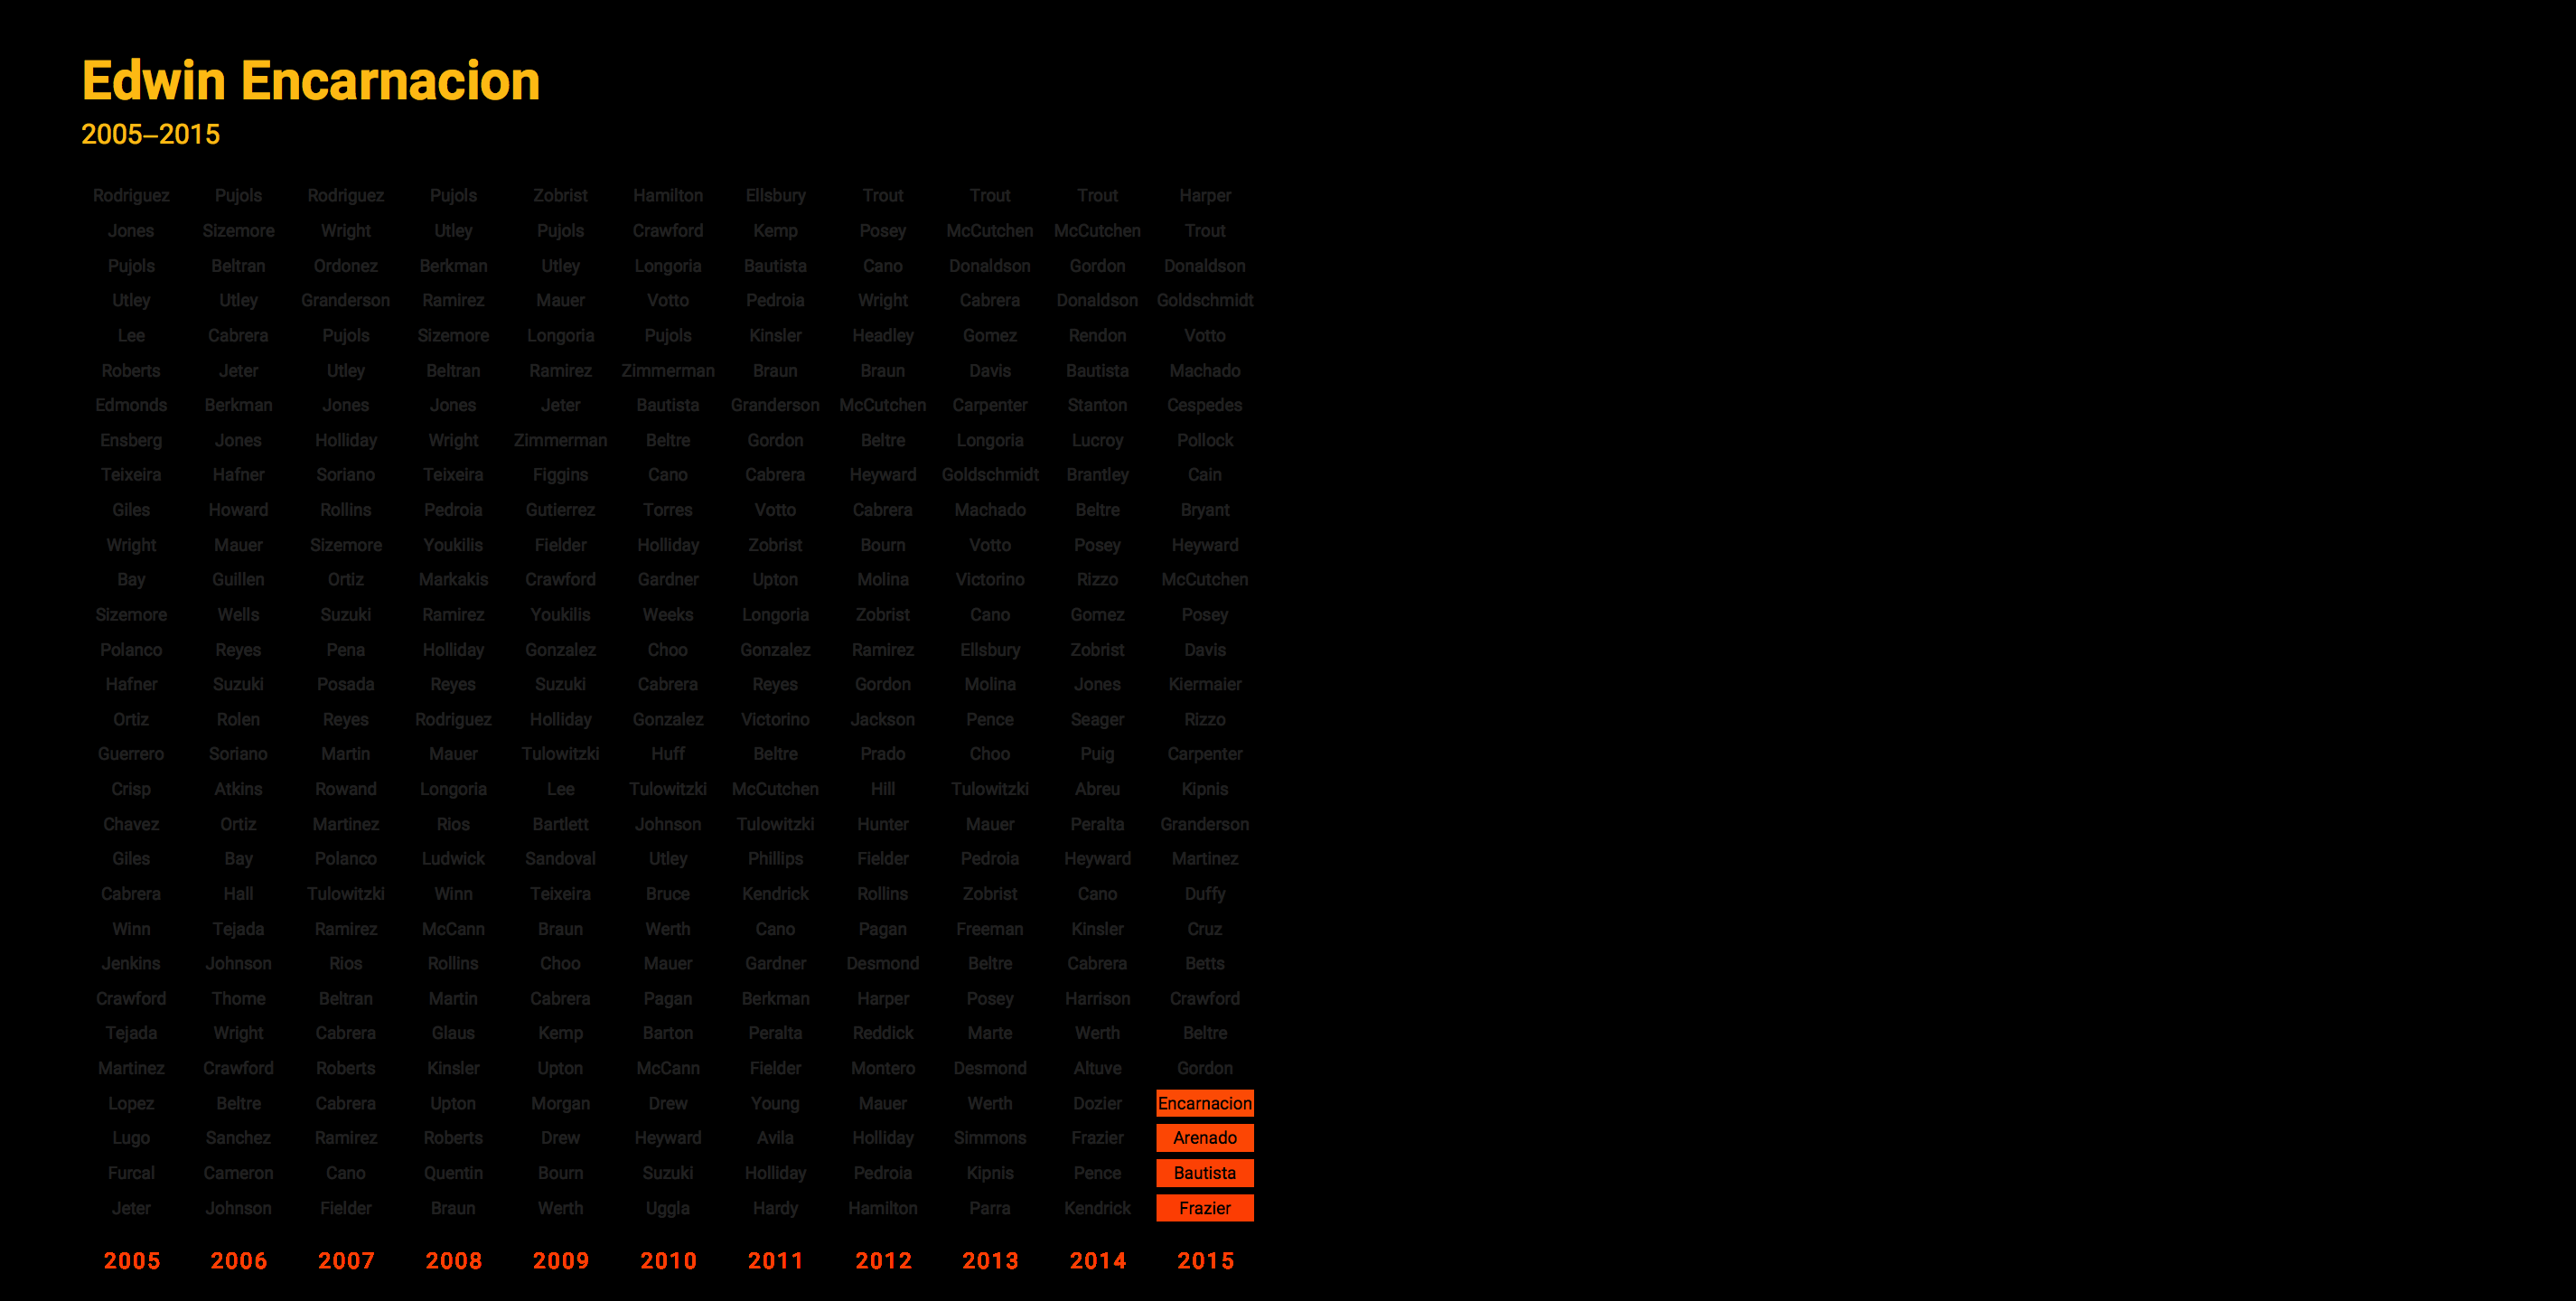 Edwin Encarnacion
2005–2015
Rodriguez Pujols Rodriguez Pujols Zobrist Hamilton Ellsbury Trout Trout Trout Harper
Jones Sizemore Wright Utley Pujols Crawford Kemp Posey McCutchen McCutchen Trout
Pujols Beltran Ordonez Berkman Utley Longoria Bautista Cano Donaldson Gordon Donaldson
Utley Utley Granderson Ramirez Mauer Votto Pedroia Wright Cabrera Donaldson Goldschmidt
Lee Cabrera Pujols Sizemore Longoria Pujols Kinsler Headley Gomez Rendon Votto
Roberts Jeter Utley Beltran Ramirez Zimmerman Braun Braun Davis Bautista Machado
Edmonds Berkman Jones Jones Jeter Bautista Granderson McCutchen Carpenter Stanton Cespedes
Ensberg Jones Holliday Wright Zimmerman Beltre Gordon Beltre Longoria Lucroy Pollock
Teixeira Hafner Soriano Teixeira Figgins Cano Cabrera Heyward Goldschmidt Brantley Cain
Giles Howard Rollins Pedroia Gutierrez Torres Votto Cabrera Machado Beltre Bryant
Wright Mauer Sizemore Youkilis Fielder Holliday Zobrist Bourn Votto Posey Heyward
Bay Guillen Ortiz Markakis Crawford Gardner Upton Molina Victorino Rizzo McCutchen
Sizemore Wells Suzuki Ramirez Youkilis Weeks Longoria Zobrist Cano Gomez Posey
Polanco Reyes Pena Holliday Gonzalez Choo Gonzalez Ramirez Ellsbury Zobrist Davis
Hafner Suzuki Posada Reyes Suzuki Cabrera Reyes Gordon Molina Jones Kiermaier
Ortiz Rolen Reyes Rodriguez Holliday Gonzalez Victorino Jackson Pence Seager Rizzo
Guerrero Soriano Martin Mauer Tulowitzki Huff Beltre Prado Choo Puig Carpenter
Crisp Atkins Rowand Longoria Lee Tulowitzki McCutchen Hill Tulowitzki Abreu Kipnis
Chavez Ortiz Martinez Rios Bartlett Johnson Tulowitzki Hunter Mauer Peralta Granderson
Giles Bay Polanco Ludwick Sandoval Utley Phillips Fielder Pedroia Heyward Martinez
Cabrera Hall Tulowitzki Winn Teixeira Bruce Kendrick Rollins Zobrist Cano Duffy
Winn Tejada Ramirez McCann Braun Werth Cano Pagan Freeman Kinsler Cruz
Jenkins Johnson Rios Rollins Choo Mauer Gardner Desmond Beltre Cabrera Betts
Crawford Thome Beltran Martin Cabrera Pagan Berkman Harper Posey Harrison Crawford
Tejada Wright Cabrera Glaus Kemp Barton Peralta Reddick Marte Werth Beltre
Martinez Crawford Roberts Kinsler Upton McCann Fielder Montero Desmond Altuve Gordon
Lopez Beltre Cabrera Upton Morgan Drew Young Mauer Werth Dozier Encarnacion
Lugo Sanchez Ramirez Roberts Drew Heyward Avila Holliday Simmons Frazier Arenado
Furcal Cameron Cano Quentin Bourn Suzuki Holliday Pedroia Kipnis Pence Bautista
Jeter Johnson Fielder Braun Werth Uggla Hardy Hamilton Parra Kendrick Frazier
2005 2006 2007 2008 2009 2010 2011 2012 2013 2014 2015